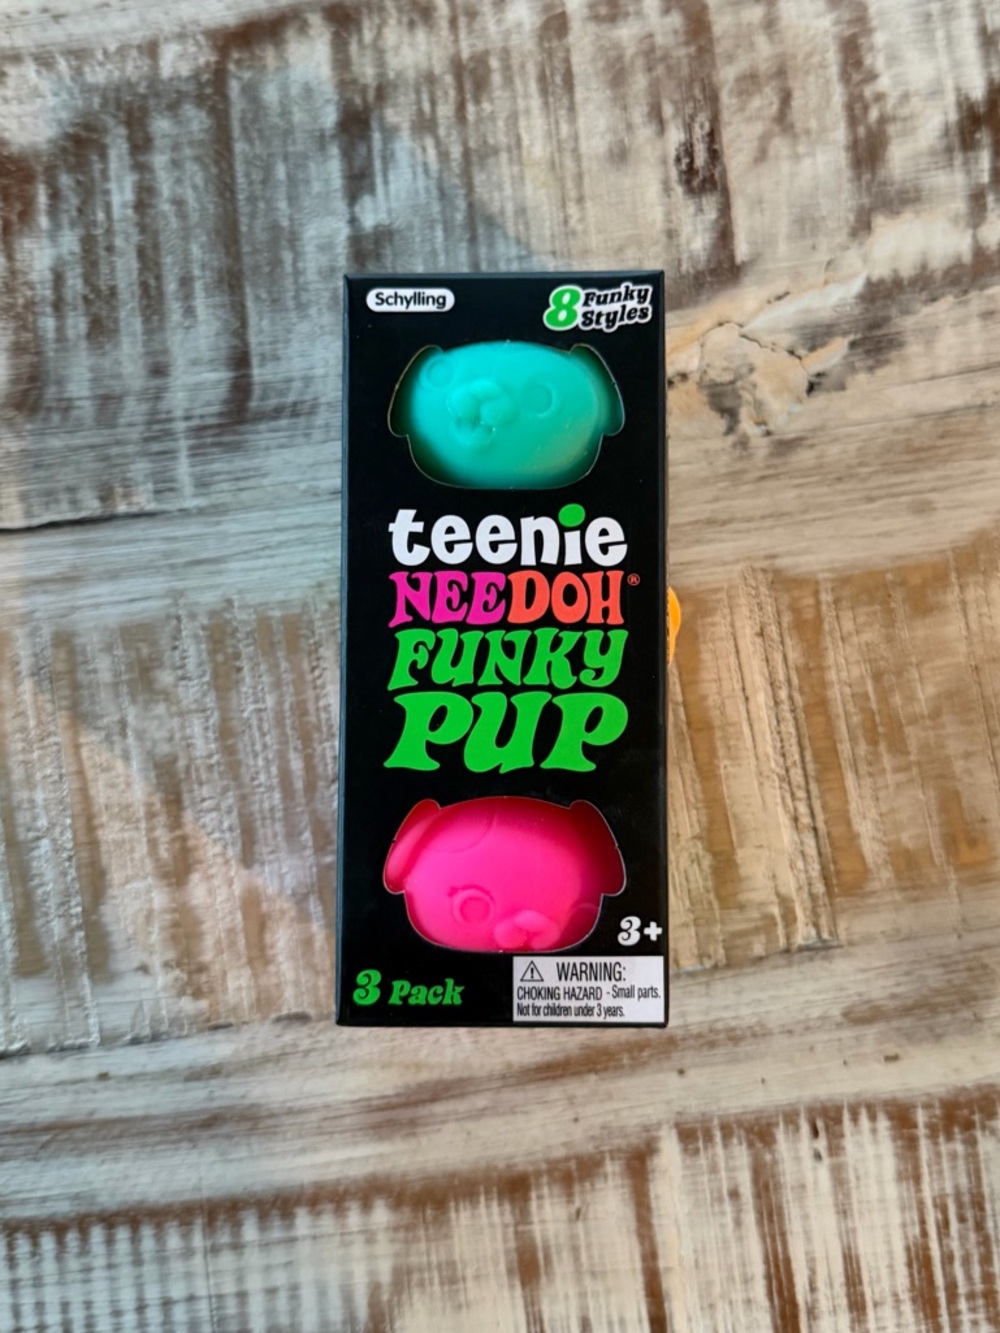 Schylling
8 Funky
Styles
teenie
NEEDOH®
FUNKY
PUP
3+
3 Pack
WARNING:
CHOKING HAZARD - Small parts.
Not for children under 3 years.